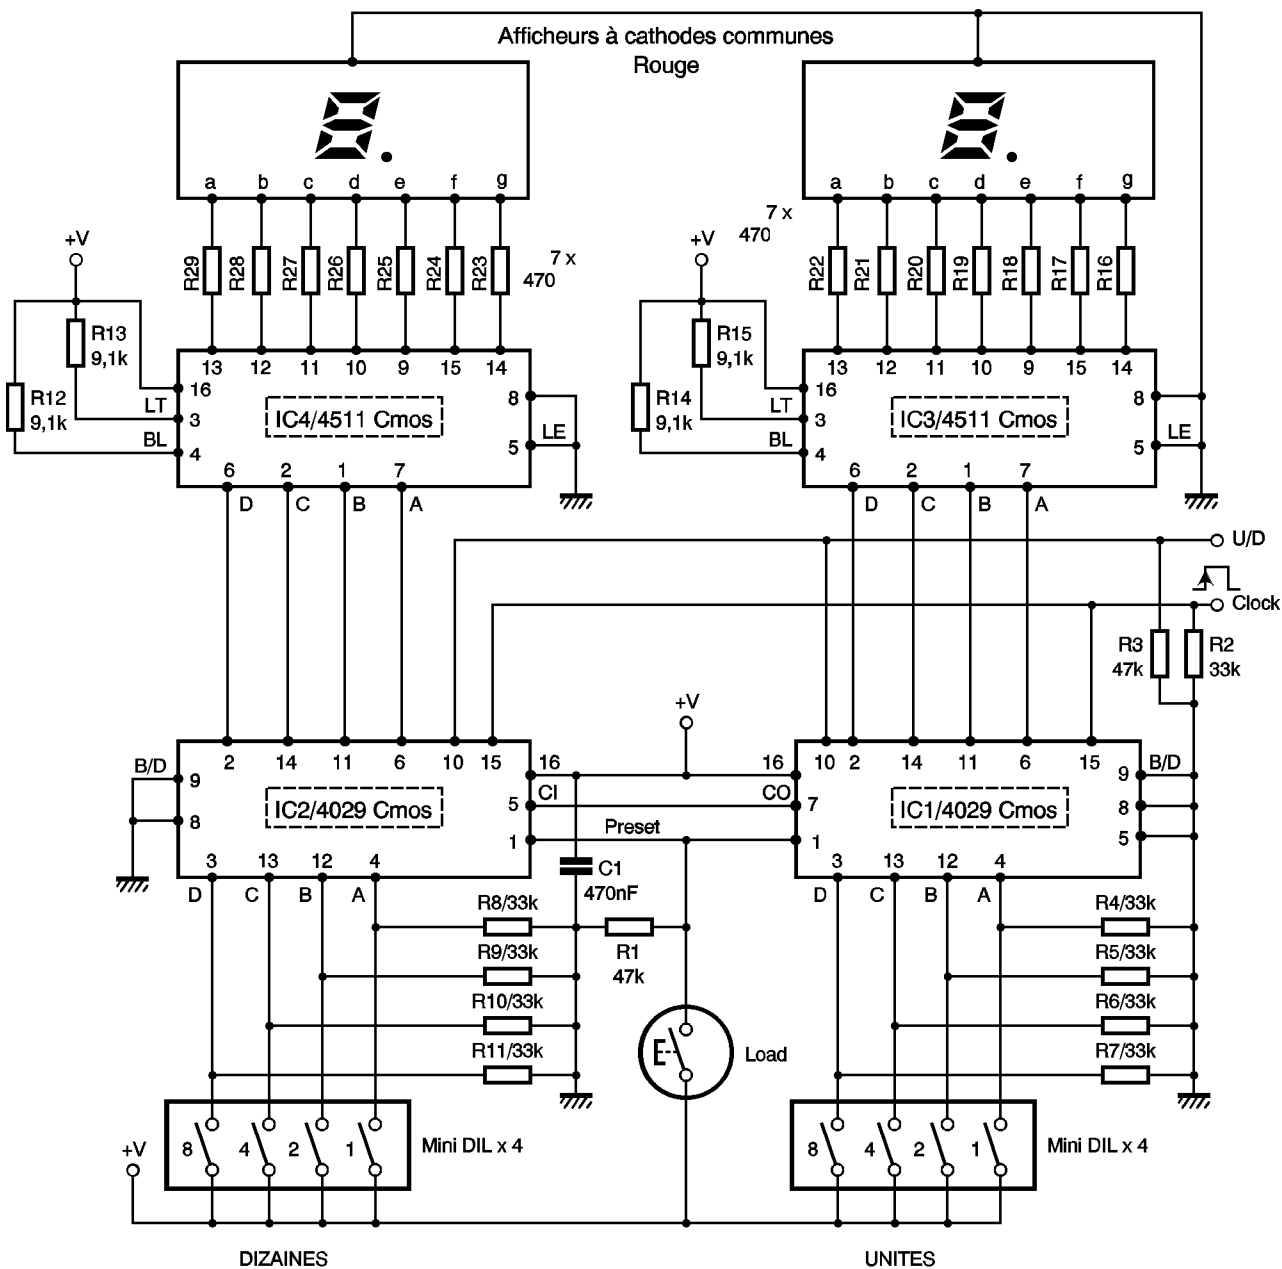 Afficheurs à cathodes communes
Rouge
a b c d e f g
a b c d e f g
+V
R29 R28 R27 R26 R25 R24 R23
7 x
470
+V
7 x
470
R22 R21 R20 R19 R18 R17 R16
R13
9,1k
R12
9,1k
13 12 11 10 9 15 14
16
LT 3
BL 4
IC4/4511 Cmos
8
5 LE
6 2 1 7
D C B A
R15
9,1k
R14
9,1k
13 12 11 10 9 15 14
16
LT 3
BL 4
IC3/4511 Cmos
8
5 LE
6 2 1 7
D C B A
U/D
Clock
R3
47k
R2
33k
+V
2 14 11 6 10 15
B/D 9
8
IC2/4029 Cmos
16
5 CI
1
3 13 12 4
D C B A
Preset
C1
470nF
10 2 14 11 6 15
16
CO 7
1
IC1/4029 Cmos
9 B/D
8
5
3 13 12 4
D C B A
R8/33k
R9/33k
R10/33k
R11/33k
R1
47k
Load
R4/33k
R5/33k
R6/33k
R7/33k
+V
8 4 2 1
Mini DIL x 4
8 4 2 1
Mini DIL x 4
DIZAINES
UNITES